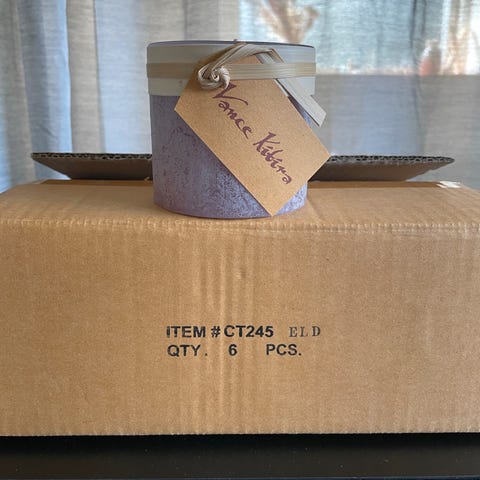 Vance Kitira
ITEM # CT245 ELD
QTY. 6 PCS.